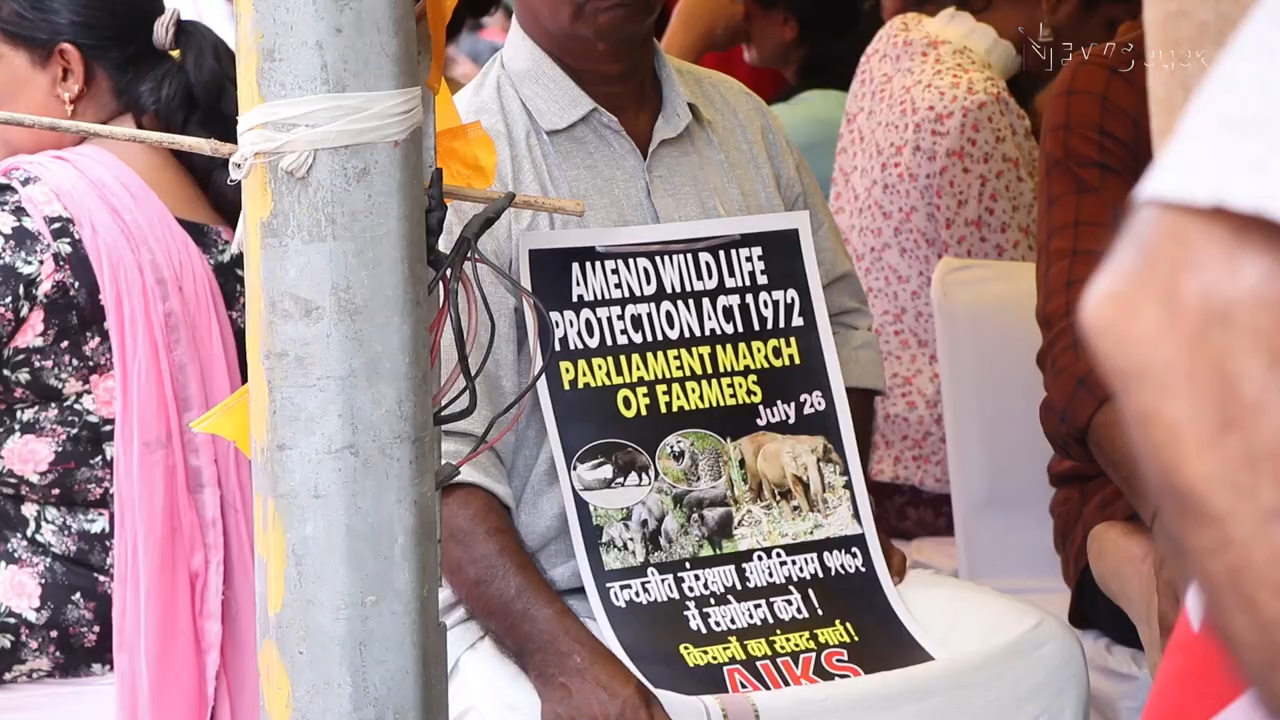 AMEND WILD LIFE
PROTECTION ACT 1972
PARLIAMENT MARCH
OF FARMERS
July 26
वन्यजीव संरक्षण अधिनियम १९७२
में संशोधन करो !
किसानों का संसद मार्च!
AIKS